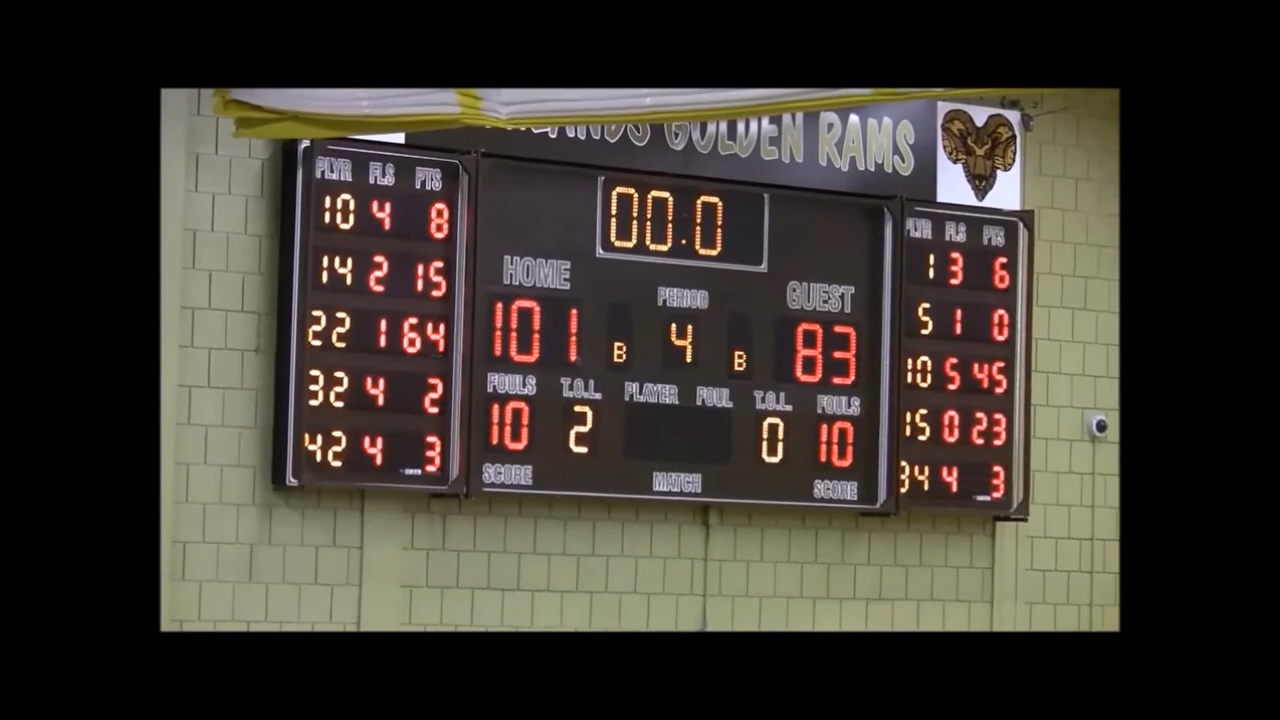 GOLDEN RAMS
PLYR FLS PTS
10 4 8
14 2 15
22 1 64
32 4 2
42 4 3
00.0
HOME PERIOD GUEST
101 B 4 B 83
FOULS T.O.L. PLAYER FOUL T.O.L. FOULS
10 2 0 10
SCORE MATCH SCORE
PLYR FLS PTS
1 3 6
5 1 0
10 5 45
15 0 23
34 4 3